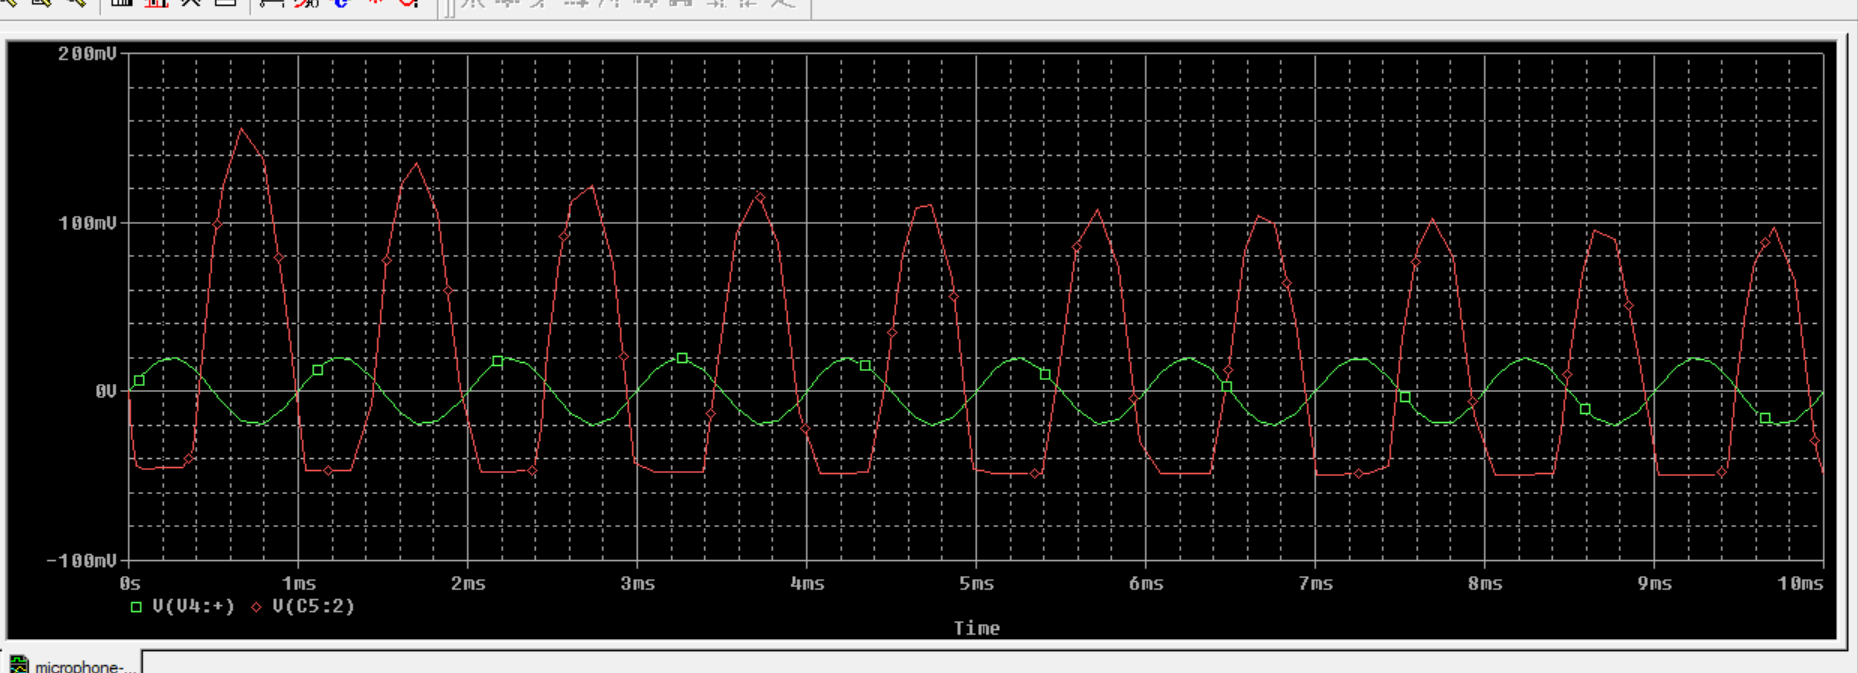 200mV
100mV
0V
-100mV
0s 1ms 2ms 3ms 4ms 5ms 6ms 7ms 8ms 9ms 10ms
V(V4:+) V(C5:2)
Time
microphone-...